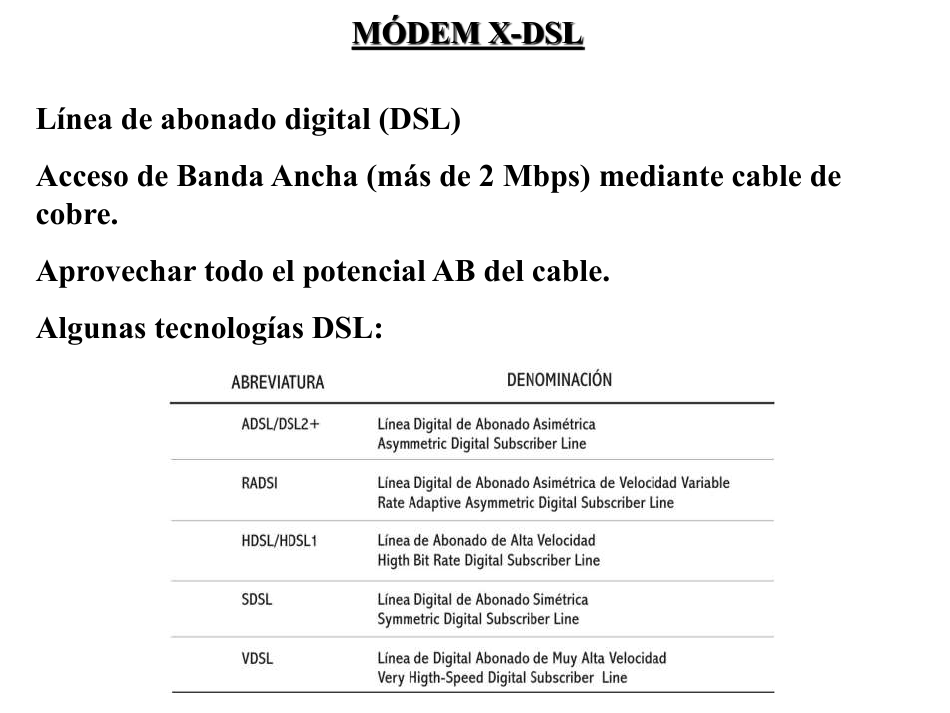 MÓDEM X-DSL
Línea de abonado digital (DSL)
Acceso de Banda Ancha (más de 2 Mbps) mediante cable de
cobre.
Aprovechar todo el potencial AB del cable.
Algunas tecnologías DSL:
ABREVIATURA DENOMINACIÓN
ADSL/DSL2+ Línea Digital de Abonado Asimétrica
Asymmetric Digital Subscriber Line
RADSI Línea Digital de Abonado Asimétrica de Velocidad Variable
Rate Adaptive Asymmetric Digital Subscriber Line
HDSL/HDSL1 Línea de Abonado de Alta Velocidad
Higth Bit Rate Digital Subscriber Line
SDSL Línea Digital de Abonado Simétrica
Symmetric Digital Subscriber Line
VDSL Línea de Digital Abonado de Muy Alta Velocidad
Very Higth-Speed Digital Subscriber Line